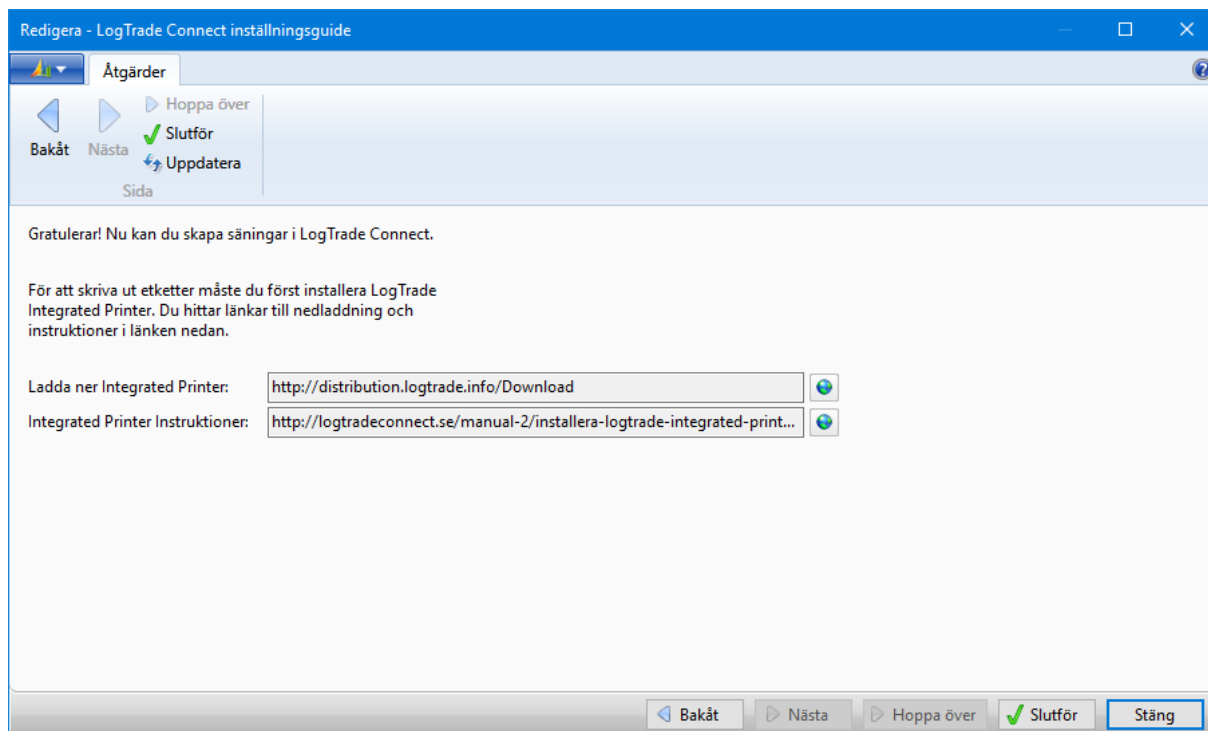 Redigera - LogTrade Connect inställningsguide
Åtgärder
Bakåt
Nästa
Hoppa över
Slutför
Uppdatera
Sida
Gratulerar! Nu kan du skapa säningar i LogTrade Connect.
För att skriva ut etketter måste du först installera LogTrade
Integrated Printer. Du hittar länkar till nedladdning och
instruktioner i länken nedan.
Ladda ner Integrated Printer: http://distribution.logtrade.info/Download
Integrated Printer Instruktioner: http://logtradeconnect.se/manual-2/installera-logtrade-integrated-print...
Bakåt Nästa Hoppa över Slutför Stäng